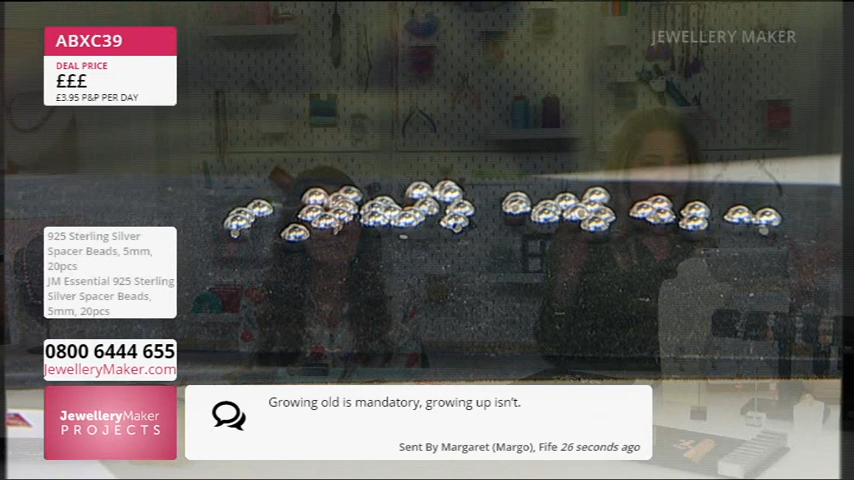 ABXC39
DEAL PRICE
£££
£3.95 P&P PER DAY
JEWELLERY MAKER
925 Sterling Silver
Spacer Beads, 5mm,
20pcs
JM Essential 925 Sterling
Silver Spacer Beads,
5mm, 20pcs
0800 6444 655
JewelleryMaker.com
JewelleryMaker
PROJECTS
Growing old is mandatory, growing up isn't.
Sent By Margaret (Margo), Fife 26 seconds ago